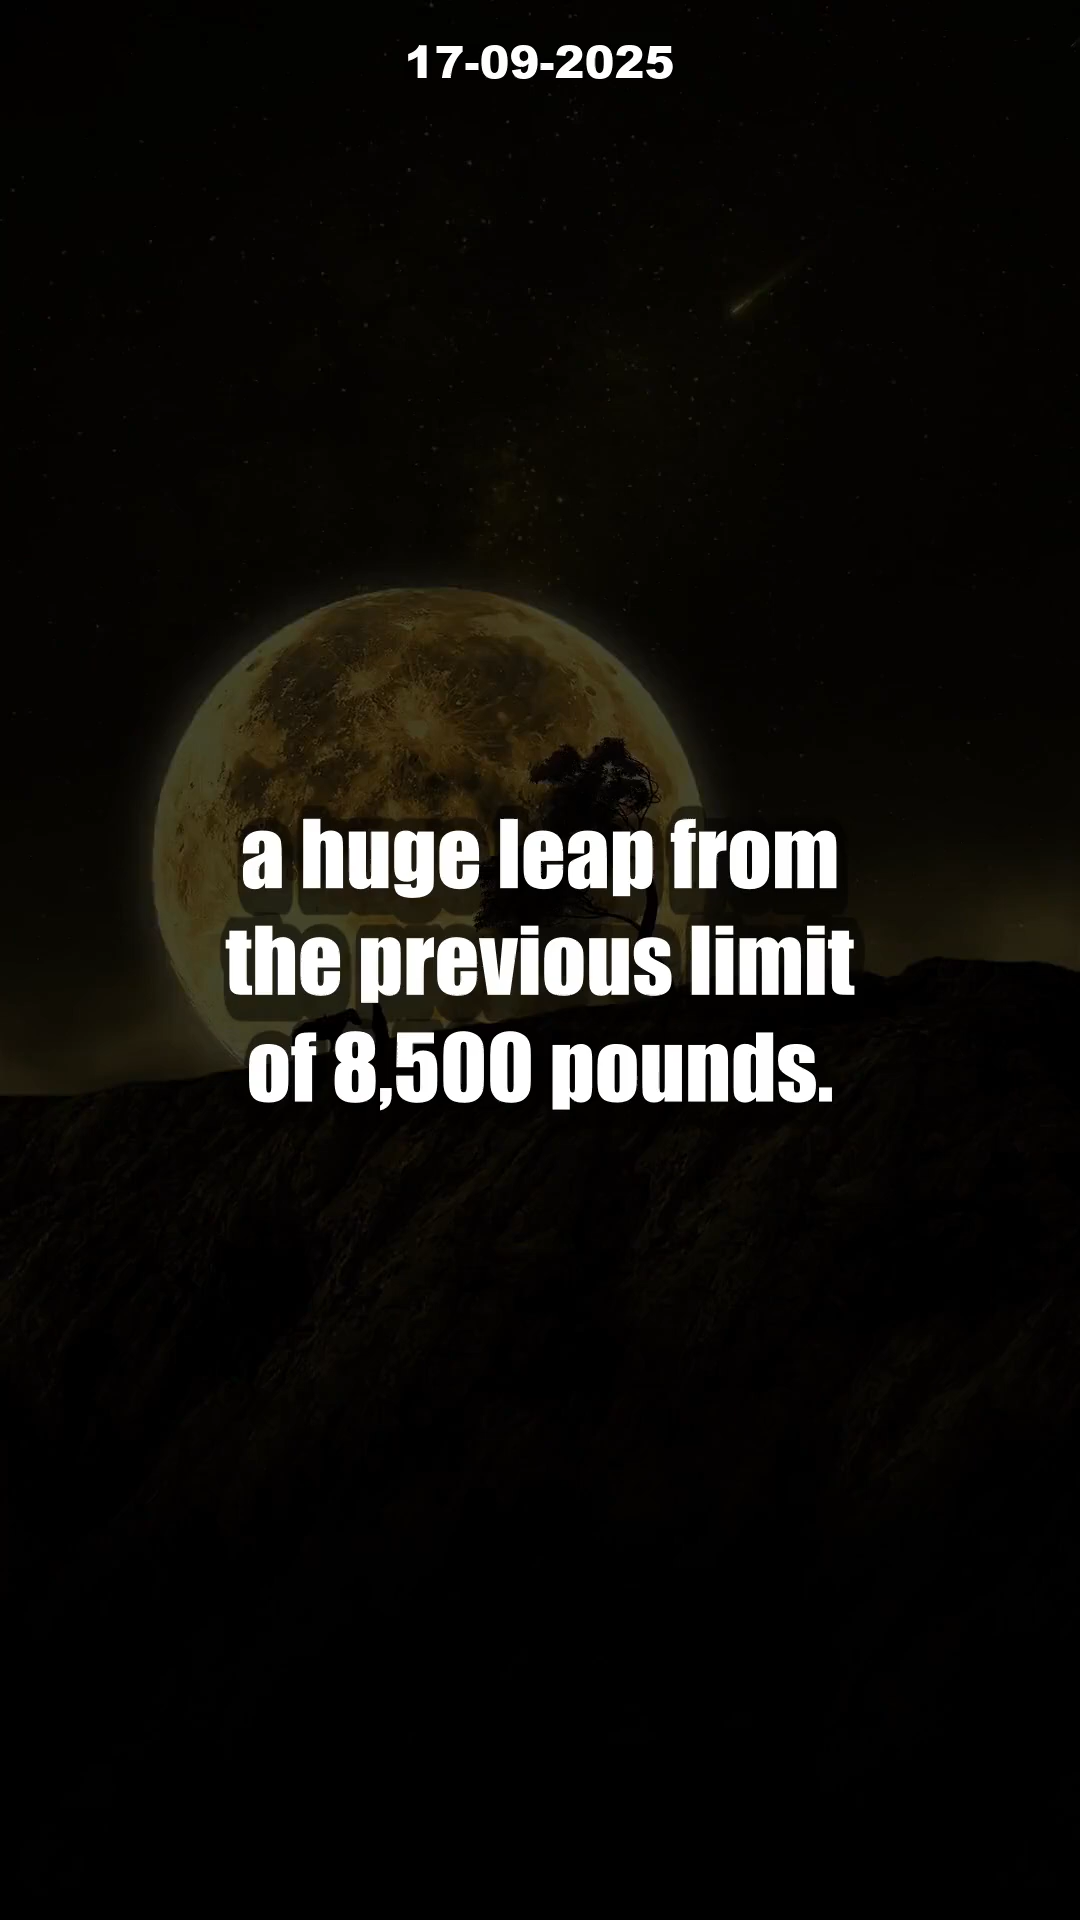 17-09-2025
a huge leap from
the previous limit
of 8,500 pounds.